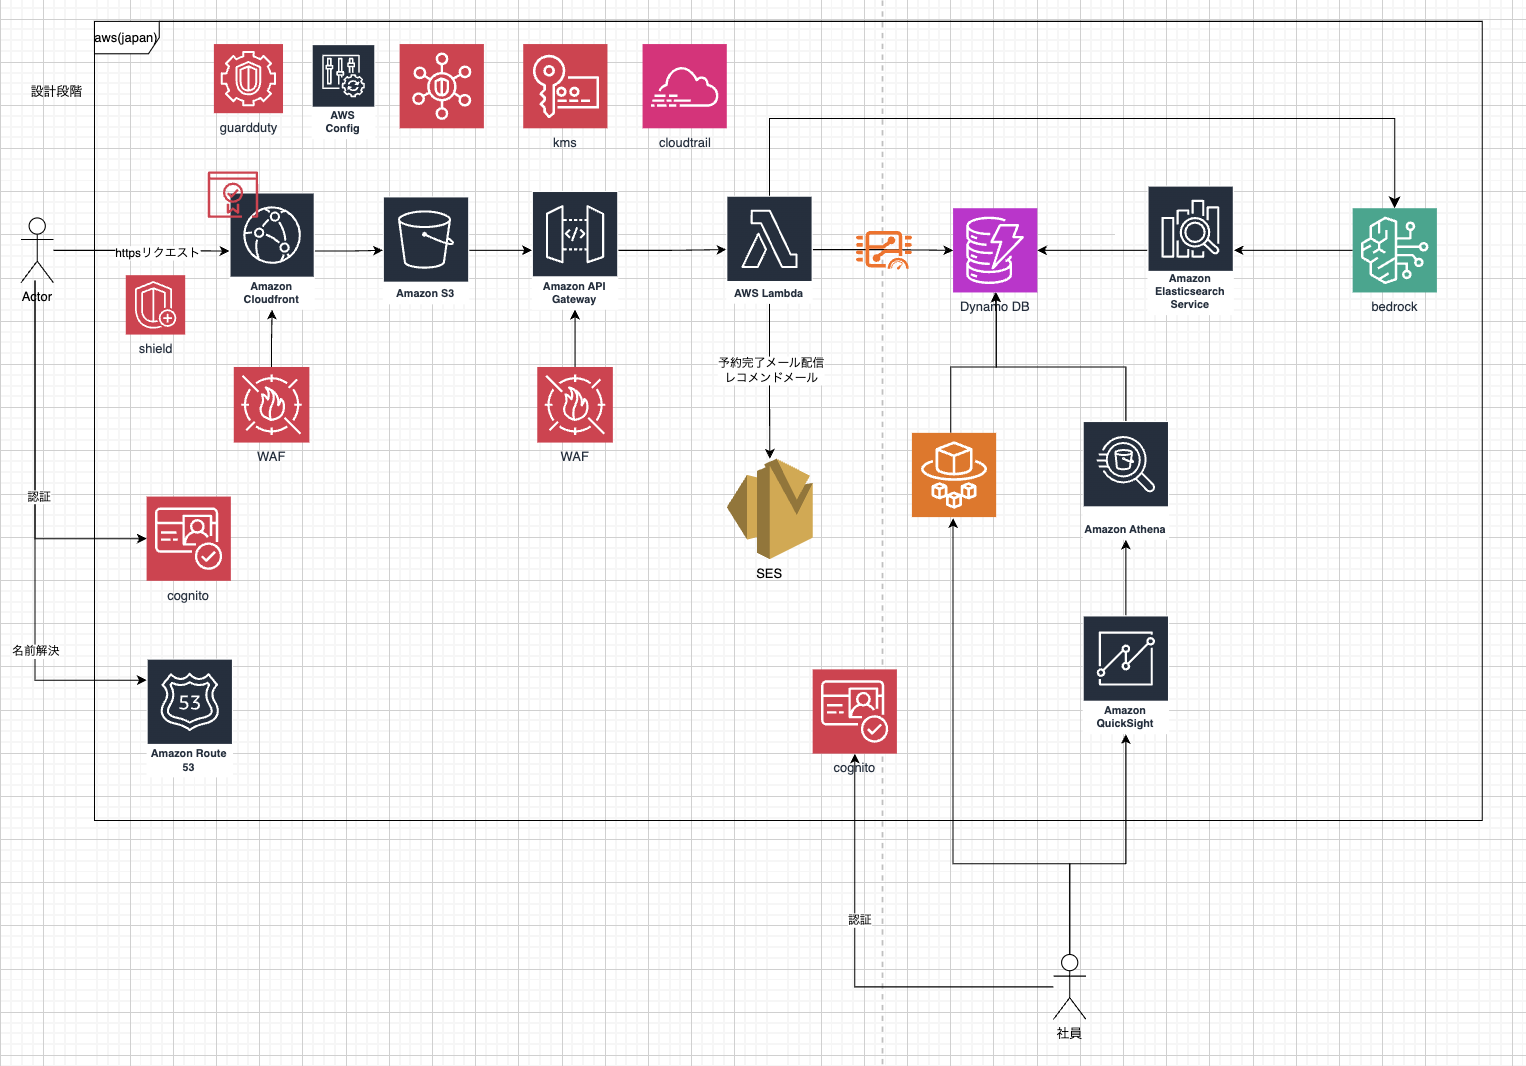 aws(japan)
設計段階
guardduty
AWS
Config
kms
cloudtrail
httpsリクエスト
Actor
shield
Amazon
Cloudfront
Amazon S3
Amazon API
Gateway
AWS Lambda
Dynamo DB
Amazon
Elasticsearch
Service
bedrock
予約完了メール配信
レコメンドメール
WAF
WAF
SES
認証
cognito
名前解決
53
Amazon Route
53
Amazon Athena
Amazon
QuickSight
cognito
認証
社員